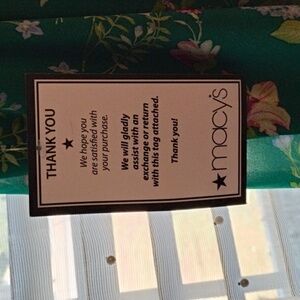 THANK YOU
We hope you
are satisfied with
your purchase.
We will gladly
assist with an
exchange or return
with this tag attached.
Thank you!
macy's